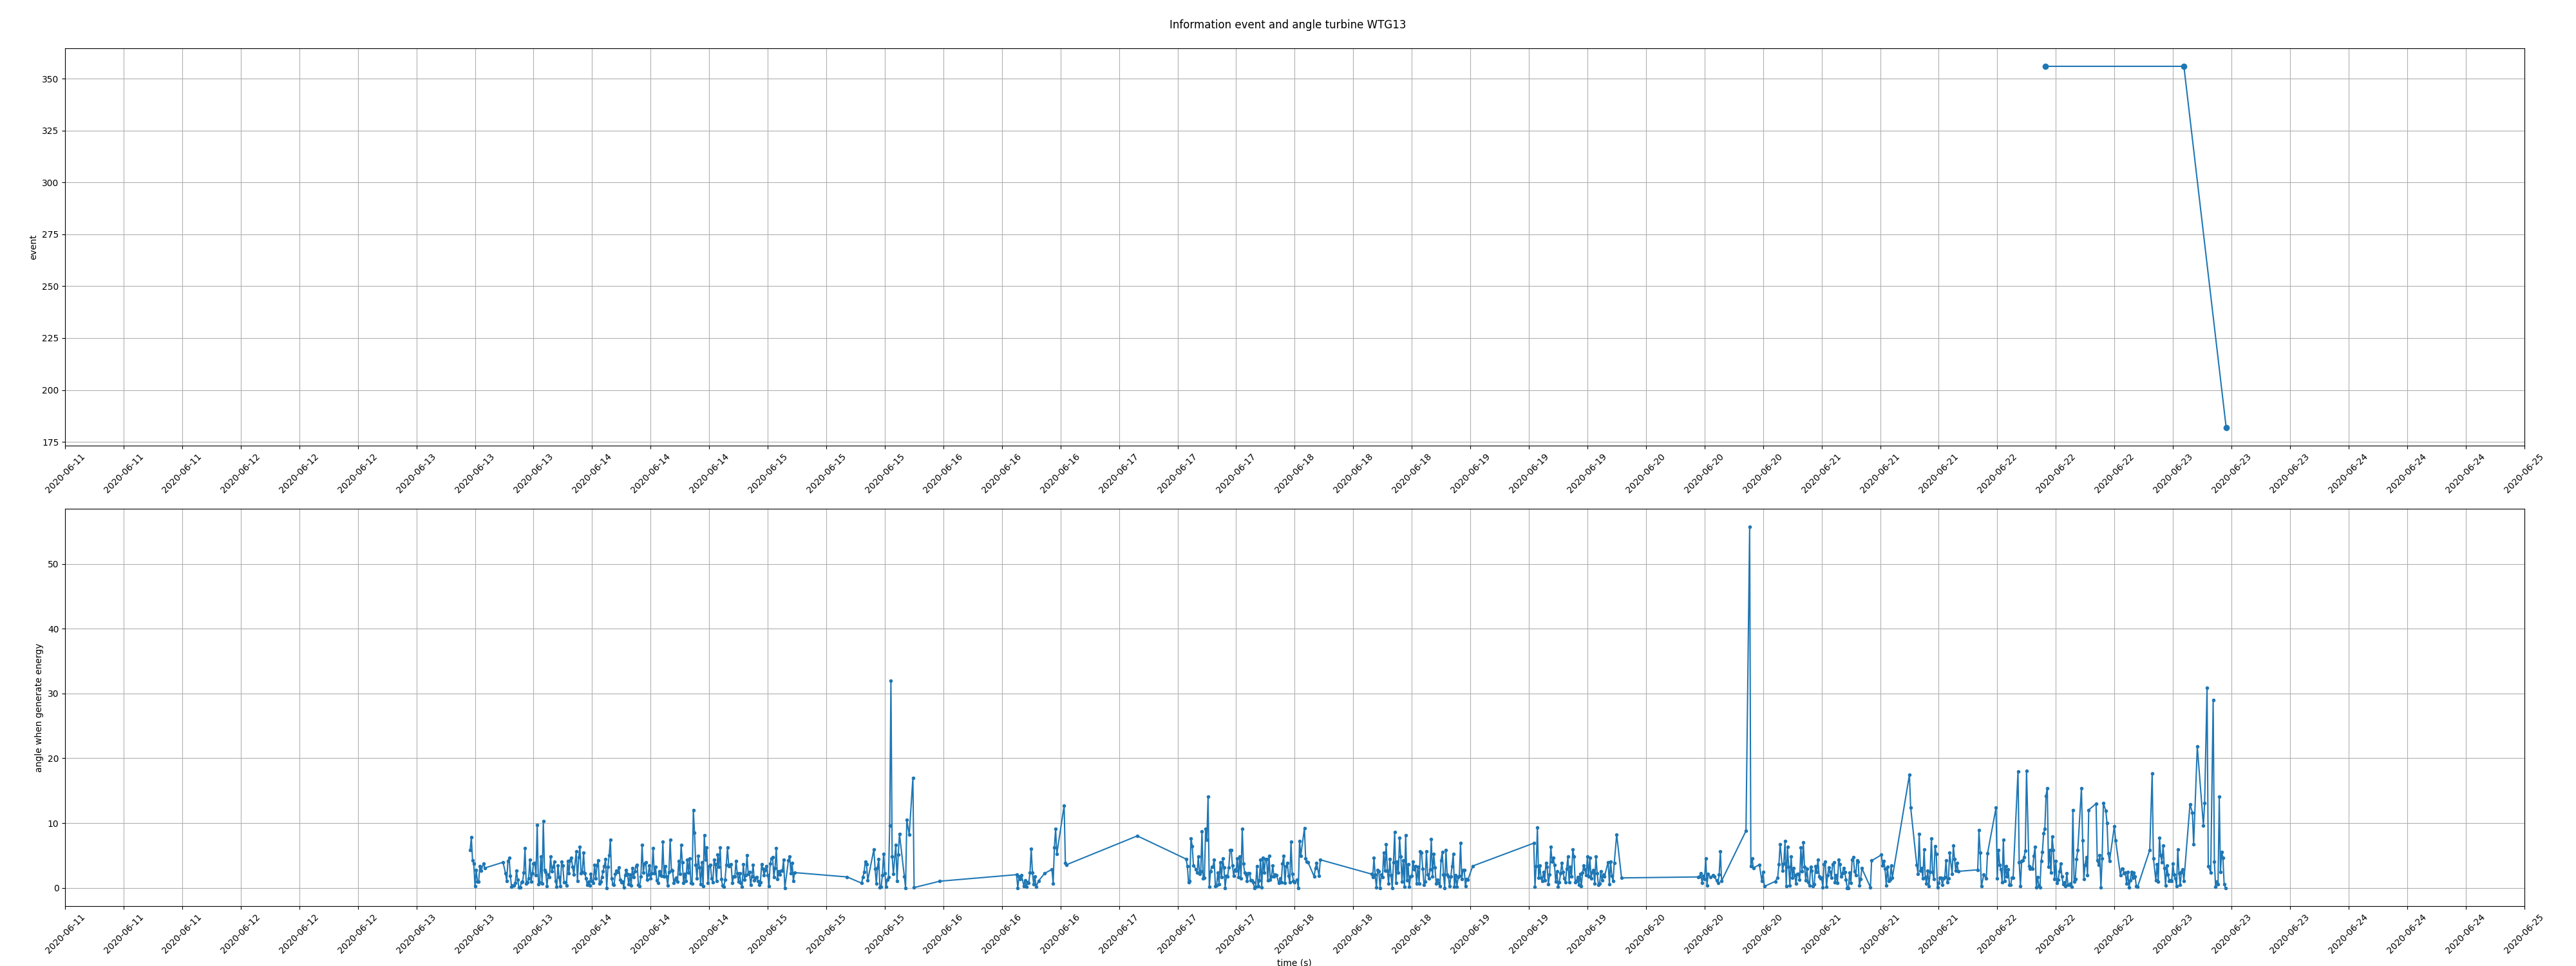 Information event and angle turbine WTG13
350
325
300
275
250
225
200
175
event
2020-06-11 2020-06-11 2020-06-11 2020-06-12 2020-06-12 2020-06-12 2020-06-13 2020-06-13 2020-06-13 2020-06-14 2020-06-14 2020-06-14 2020-06-15 2020-06-15 2020-06-15 2020-06-16 2020-06-16 2020-06-16 2020-06-17 2020-06-17 2020-06-17 2020-06-18 2020-06-18 2020-06-18 2020-06-19 2020-06-19 2020-06-19 2020-06-20 2020-06-20 2020-06-20 2020-06-21 2020-06-21 2020-06-21 2020-06-22 2020-06-22 2020-06-22 2020-06-23 2020-06-23 2020-06-23 2020-06-24 2020-06-24 2020-06-24 2020-06-25
50
40
30
20
10
0
angle when generate energy
2020-06-11 2020-06-11 2020-06-11 2020-06-12 2020-06-12 2020-06-12 2020-06-13 2020-06-13 2020-06-13 2020-06-14 2020-06-14 2020-06-14 2020-06-15 2020-06-15 2020-06-15 2020-06-16 2020-06-16 2020-06-16 2020-06-17 2020-06-17 2020-06-17 2020-06-18 2020-06-18 2020-06-18 2020-06-19 2020-06-19 2020-06-19 2020-06-20 2020-06-20 2020-06-20 2020-06-21 2020-06-21 2020-06-21 2020-06-22 2020-06-22 2020-06-22 2020-06-23 2020-06-23 2020-06-23 2020-06-24 2020-06-24 2020-06-24 2020-06-25
time (s)